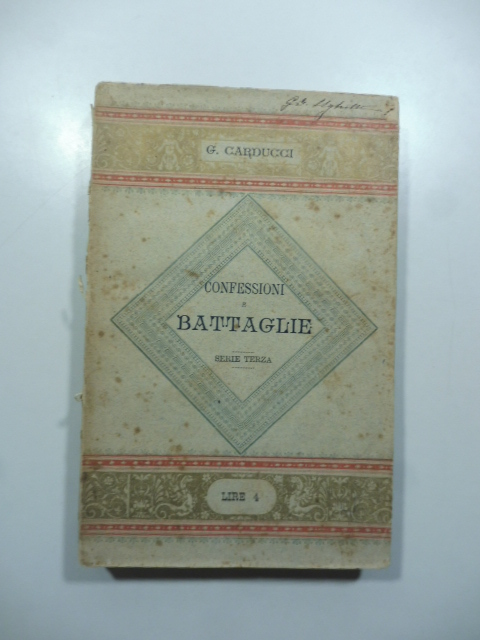 G. CARDUCCI
CONFESSIONI
E
BATTAGLIE
SERIE TERZA
LIRE 4